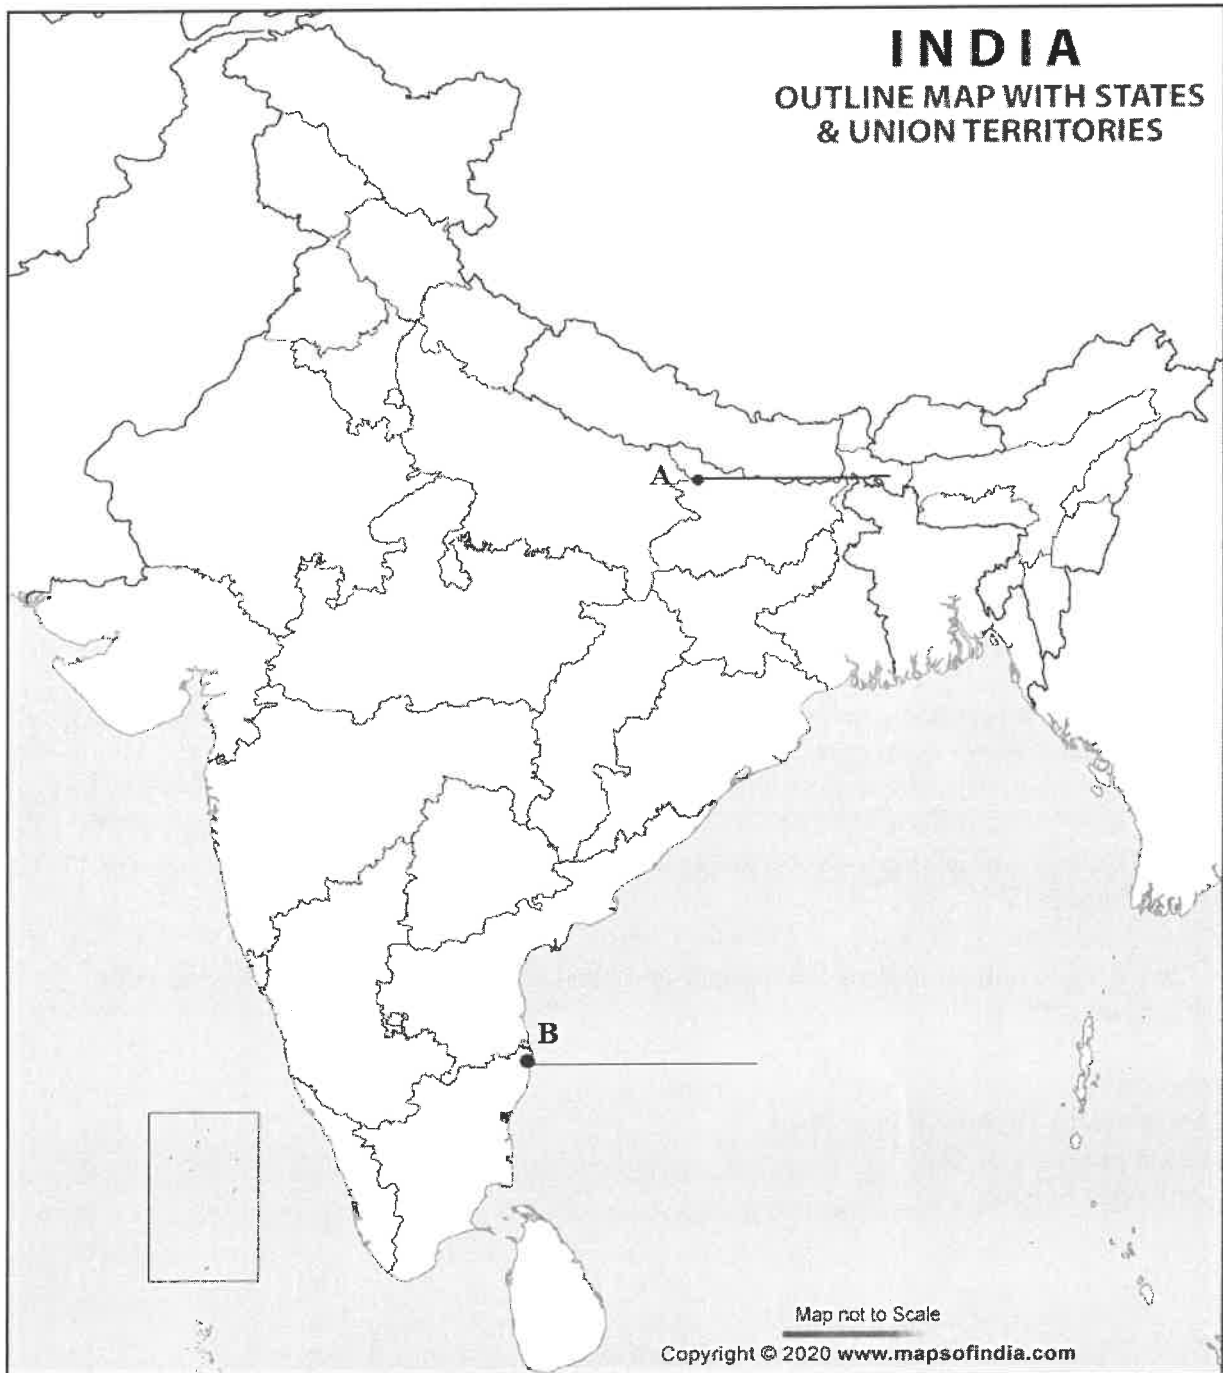 INDIA
OUTLINE MAP WITH STATES
& UNION TERRITORIES
A
B
Map not to Scale
Copyright © 2020 www.mapsofindia.com